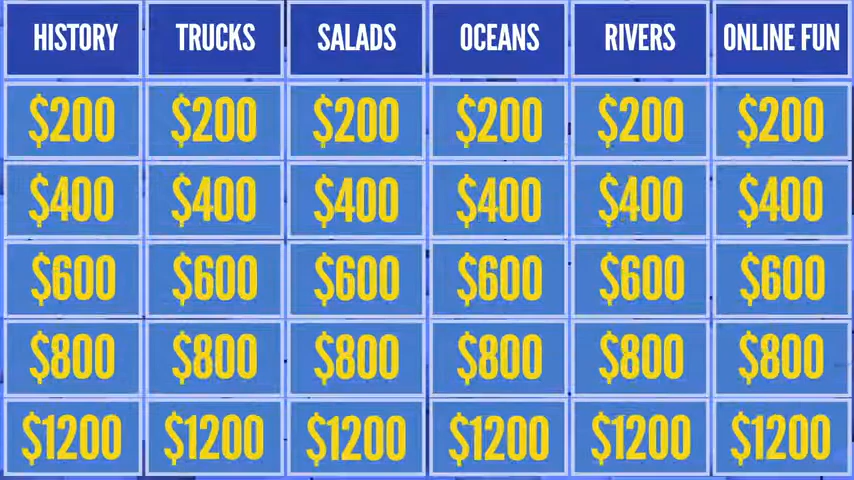 HISTORY TRUCKS SALADS OCEANS RIVERS ONLINE FUN
$200 $200 $200 $200 $200 $200
$400 $400 $400 $400 $400 $400
$600 $600 $600 $600 $600 $600
$800 $800 $800 $800 $800 $800
$1200 $1200 $1200 $1200 $1200 $1200